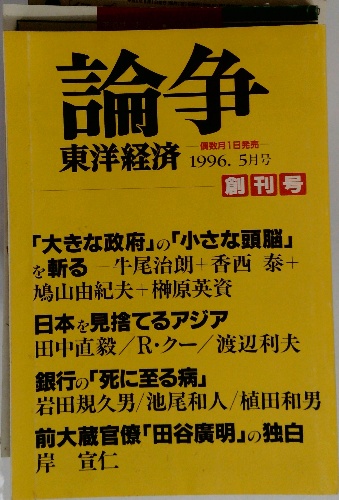 論争
東洋経済
偶数月1日発売
1996. 5月号
創刊号
「大きな政府」の「小さな頭脳」
を斬る—牛尾治朗+香西 泰+
鳩山由紀夫+榊原英資
日本を見捨てるアジア
田中直毅/R・クー/渡辺利夫
銀行の「死に至る病」
岩田規久男/池尾和人/植田和男
前大蔵官僚「田谷廣明」の独白
岸 宣仁